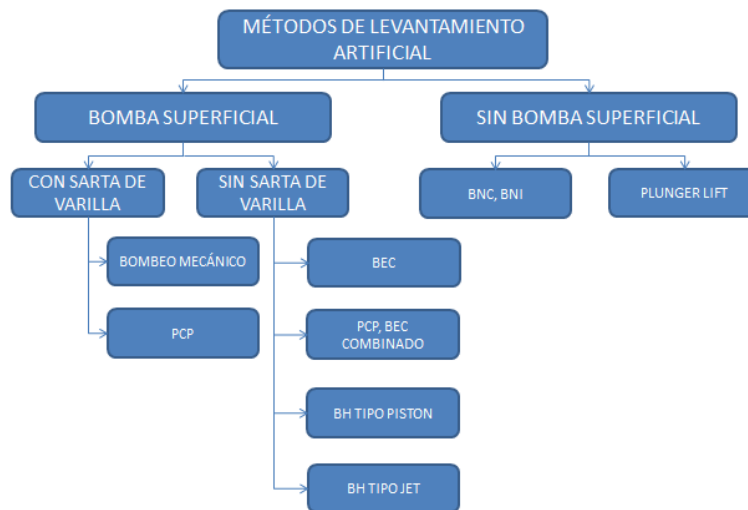 MÉTODOS DE LEVANTAMIENTO
ARTIFICIAL
BOMBA SUPERFICIAL
SIN BOMBA SUPERFICIAL
CON SARTA DE
VARILLA
SIN SARTA DE
VARILLA
BNC, BNI
PLUNGER LIFT
BOMBEO MECÁNICO
BEC
PCP
PCP, BEC
COMBINADO
BH TIPO PISTON
BH TIPO JET